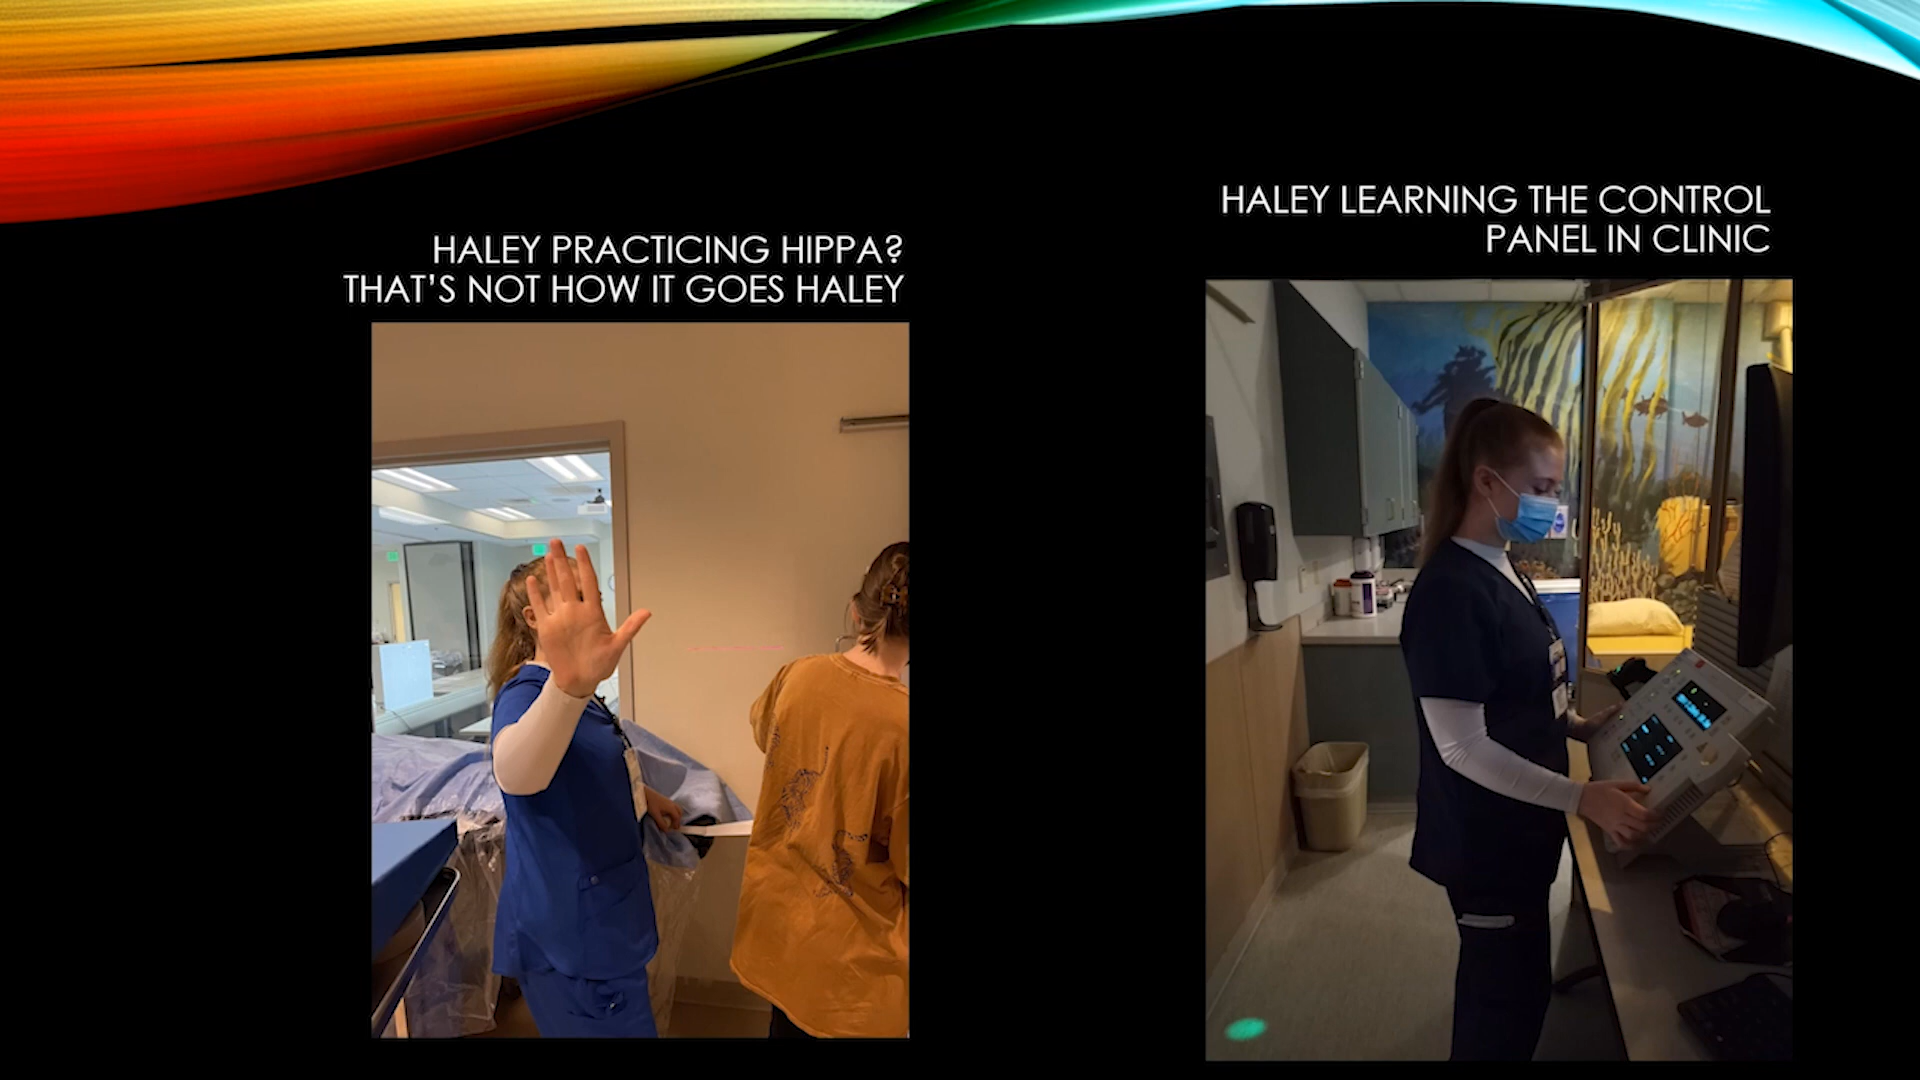 HALEY PRACTICING HIPPA?
THAT'S NOT HOW IT GOES HALEY
HALEY LEARNING THE CONTROL
PANEL IN CLINIC